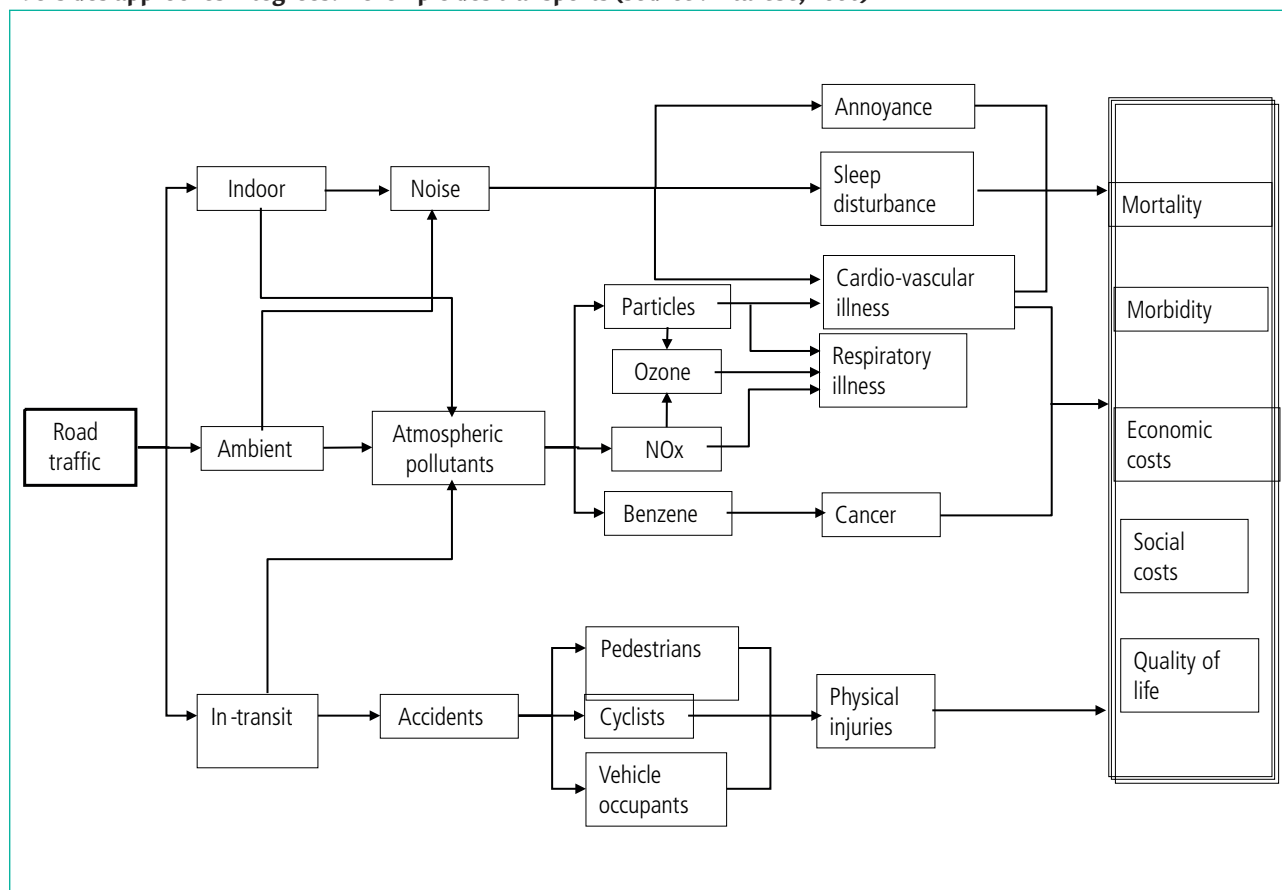 Annoyance
Indoor
Noise
Sleep
disturbance
Mortality
Cardio-vascular
illness
Particles
Morbidity
Respiratory
illness
Ozone
Road
traffic
Ambient
Atmospheric
pollutants
NOx
Economic
costs
Benzene
Cancer
Social
costs
Pedestrians
Quality of
life
In -transit
Accidents
Cyclists
Physical
injuries
Vehicle
occupants